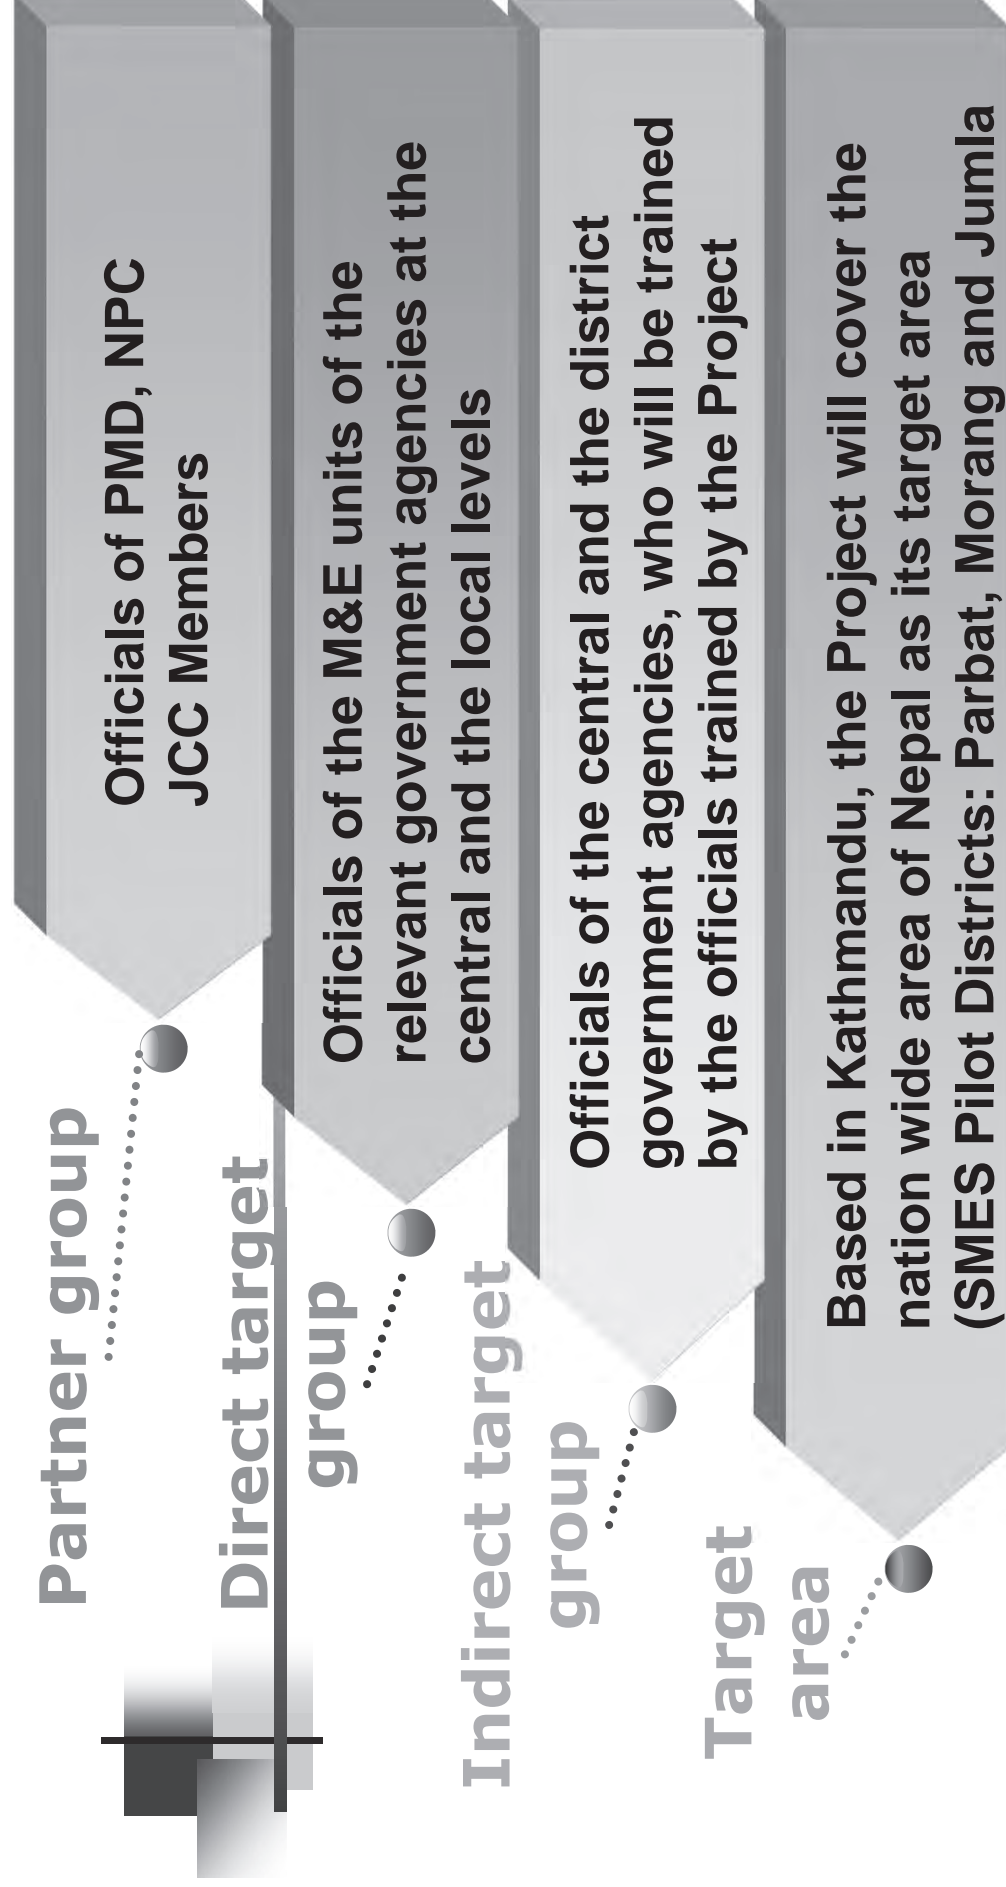 Partner group
Officials of PMD, NPC
JCC Members
Direct target
group
Officials of the M&E units of the
relevant government agencies at the
central and the local levels
Indirect target
group
Officials of the central and the district
government agencies, who will be trained
by the officials trained by the Project
Target
area
Based in Kathmandu, the Project will cover the
nation wide area of Nepal as its target area
(SMES Pilot Districts: Parbat, Morang and Jumla